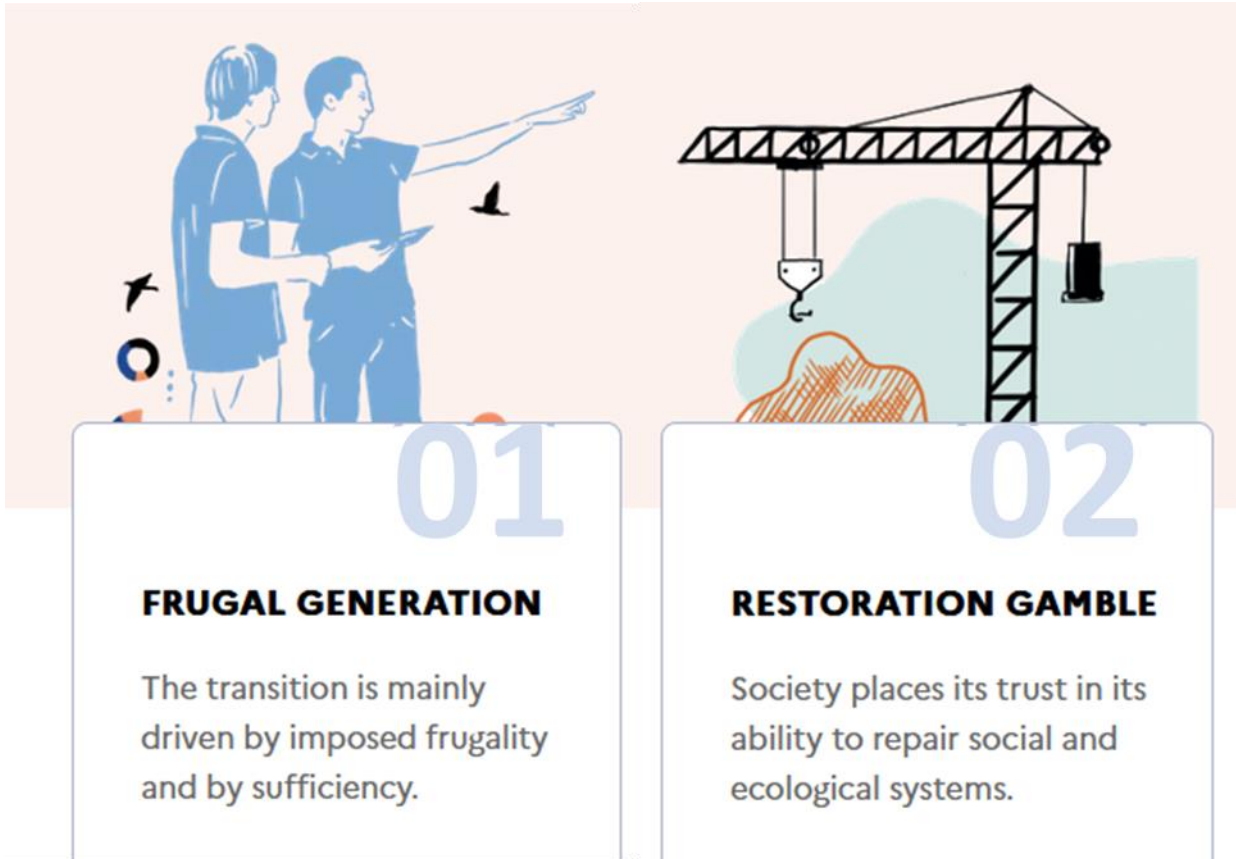 01
FRUGAL GENERATION
The transition is mainly
driven by imposed frugality
and by sufficiency.
02
RESTORATION GAMBLE
Society places its trust in its
ability to repair social and
ecological systems.